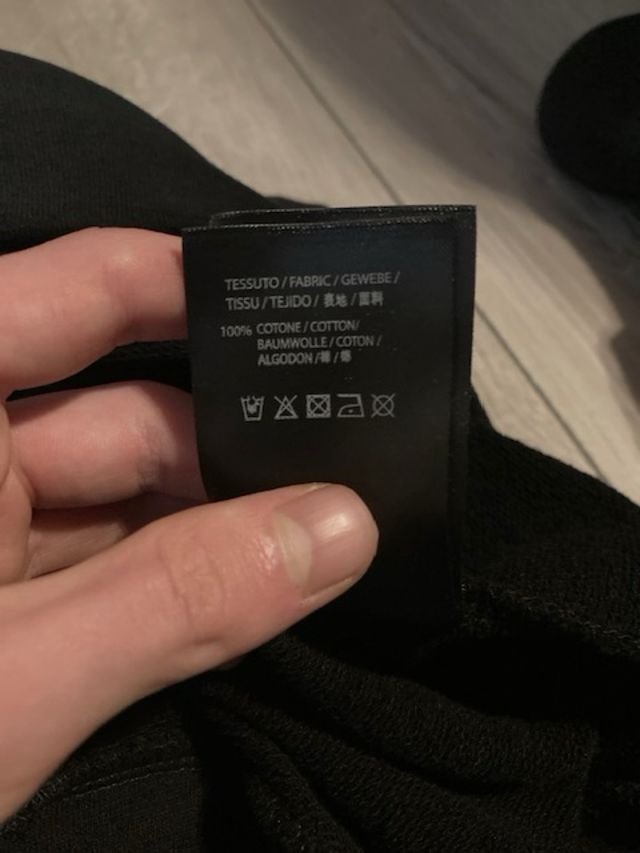 TESSUTO / FABRIC / GEWEBE /
TISSU / TEJIDO / 表地 / 面料
100% COTONE / COTTON/
BAUMWOLLE / COTON /
ALGODON /棉 / 棉